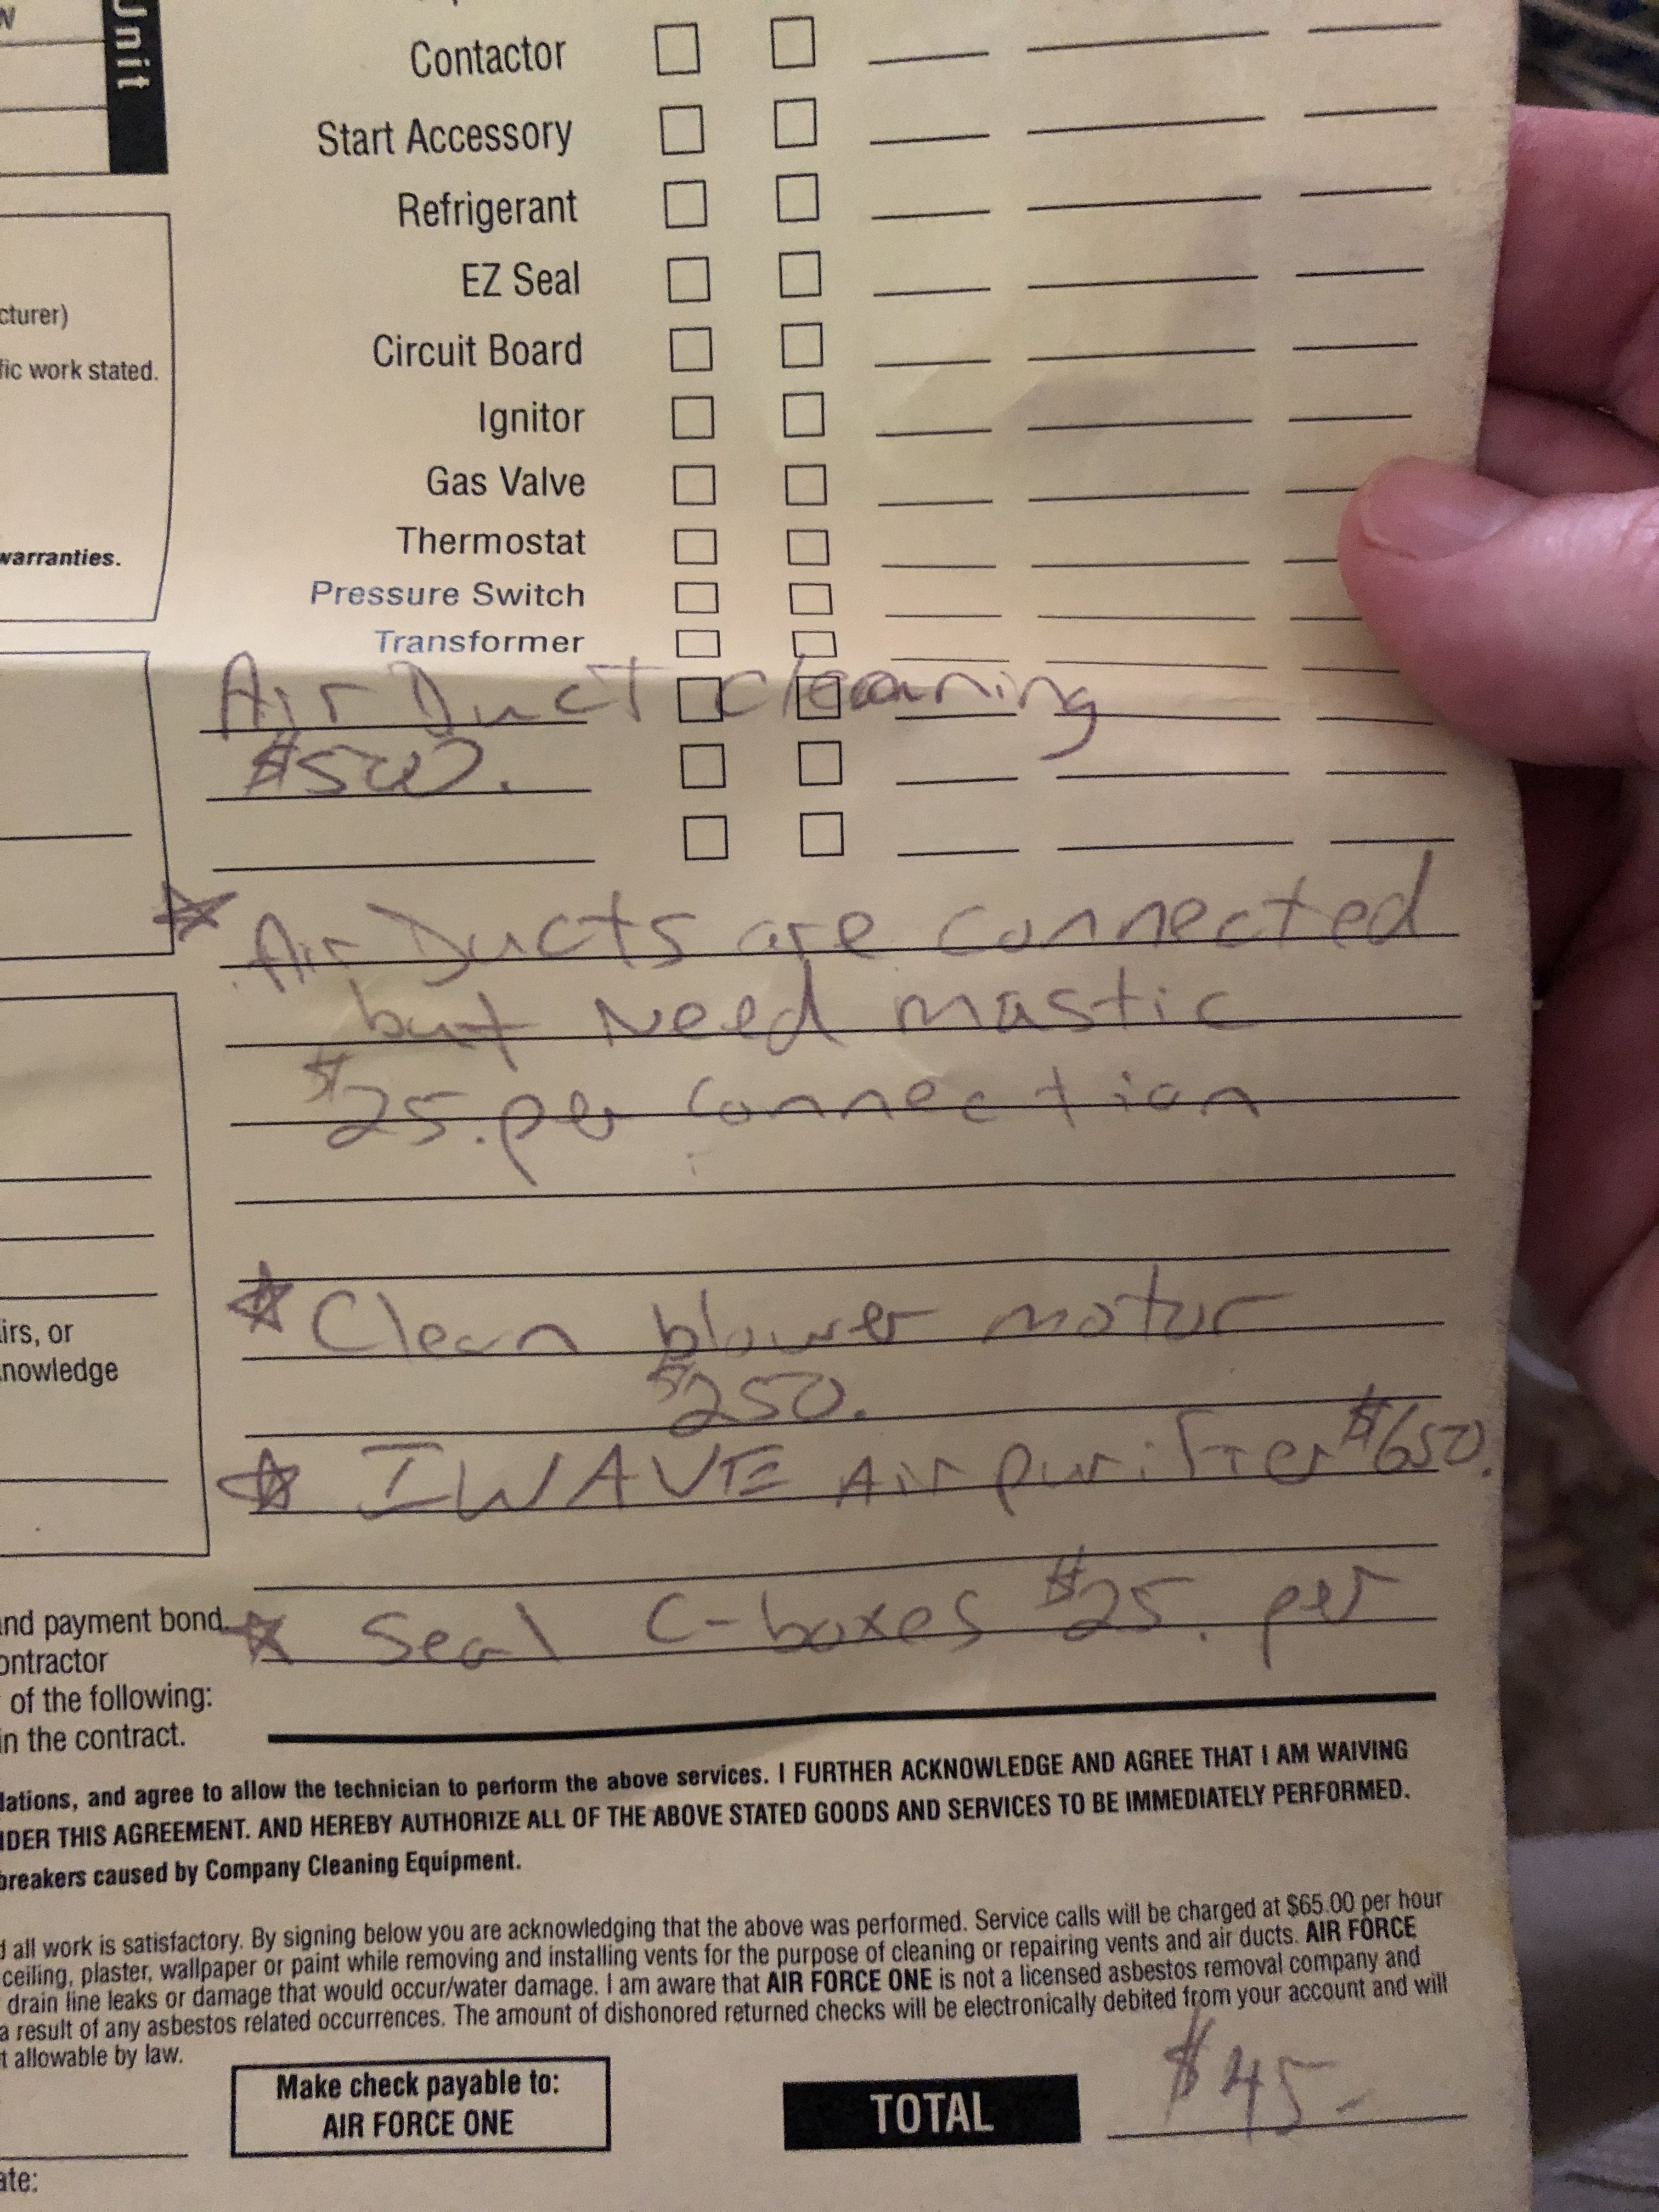 Unit
Contactor
Start Accessory
Refrigerant
EZ Seal
Circuit Board
Ignitor
Gas Valve
Thermostat
Pressure Switch
Transformer
cturer)
fic work stated.
warranties.
Air Duct cleaning
$500.
Air Ducts are connected
but Need mastic
$25. per connection
Clean blower motor
$250.
IWAVE Air purifier $650.
Seal C-boxes $25. per
airs, or
knowledge
and payment bond
ontractor
of the following:
in the contract.
dations, and agree to allow the technician to perform the above services. I FURTHER ACKNOWLEDGE AND AGREE THAT I AM WAIVING
NDER THIS AGREEMENT. AND HEREBY AUTHORIZE ALL OF THE ABOVE STATED GOODS AND SERVICES TO BE IMMEDIATELY PERFORMED.
breakers caused by Company Cleaning Equipment.
d all work is satisfactory. By signing below you are acknowledging that the above was performed. Service calls will be charged at $65.00 per hour
ceiling, plaster, wallpaper or paint while removing and installing vents for the purpose of cleaning or repairing vents and air ducts. AIR FORCE
drain line leaks or damage that would occur/water damage. I am aware that AIR FORCE ONE is not a licensed asbestos removal company and
a result of any asbestos related occurrences. The amount of dishonored returned checks will be electronically debited from your account and will
t allowable by law.
Make check payable to:
AIR FORCE ONE
TOTAL $45-
ate: